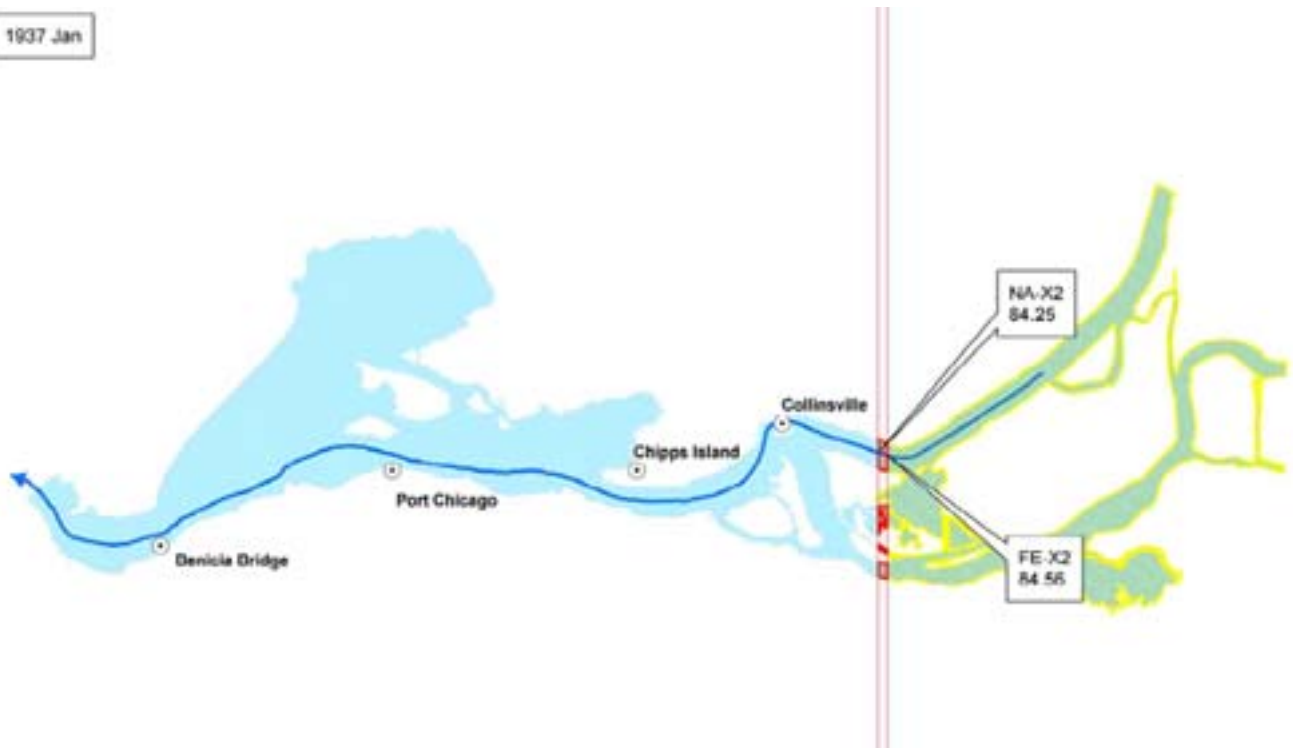 1937 Jan
NA-X2
84.25
Collinsville
Chipps Island
Port Chicago
Benicia Bridge
FE-X2
84.56